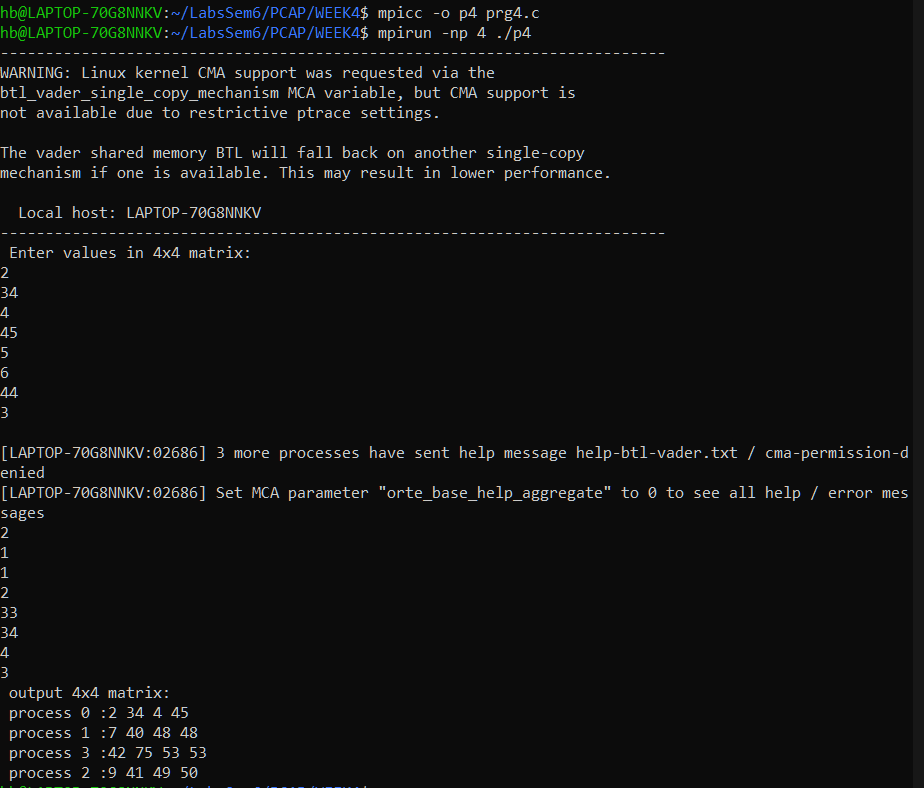 hb@LAPTOP-70G8NNKV:~/LabsSem6/PCAP/WEEK4$ mpicc -o p4 prg4.c
hb@LAPTOP-70G8NNKV:~/LabsSem6/PCAP/WEEK4$ mpirun -np 4 ./p4
--------------------------------------------------------------------------
WARNING: Linux kernel CMA support was requested via the
btl_vader_single_copy_mechanism MCA variable, but CMA support is
not available due to restrictive ptrace settings.

The vader shared memory BTL will fall back on another single-copy
mechanism if one is available. This may result in lower performance.

  Local host: LAPTOP-70G8NNKV
--------------------------------------------------------------------------
 Enter values in 4x4 matrix:
2
34
4
45
5
6
44
3

[LAPTOP-70G8NNKV:02686] 3 more processes have sent help message help-btl-vader.txt / cma-permission-d
enied
[LAPTOP-70G8NNKV:02686] Set MCA parameter "orte_base_help_aggregate" to 0 to see all help / error mes
sages
2
1
1
2
33
34
4
3
 output 4x4 matrix:
 process 0 :2 34 4 45
 process 1 :7 40 48 48
 process 3 :42 75 53 53
 process 2 :9 41 49 50